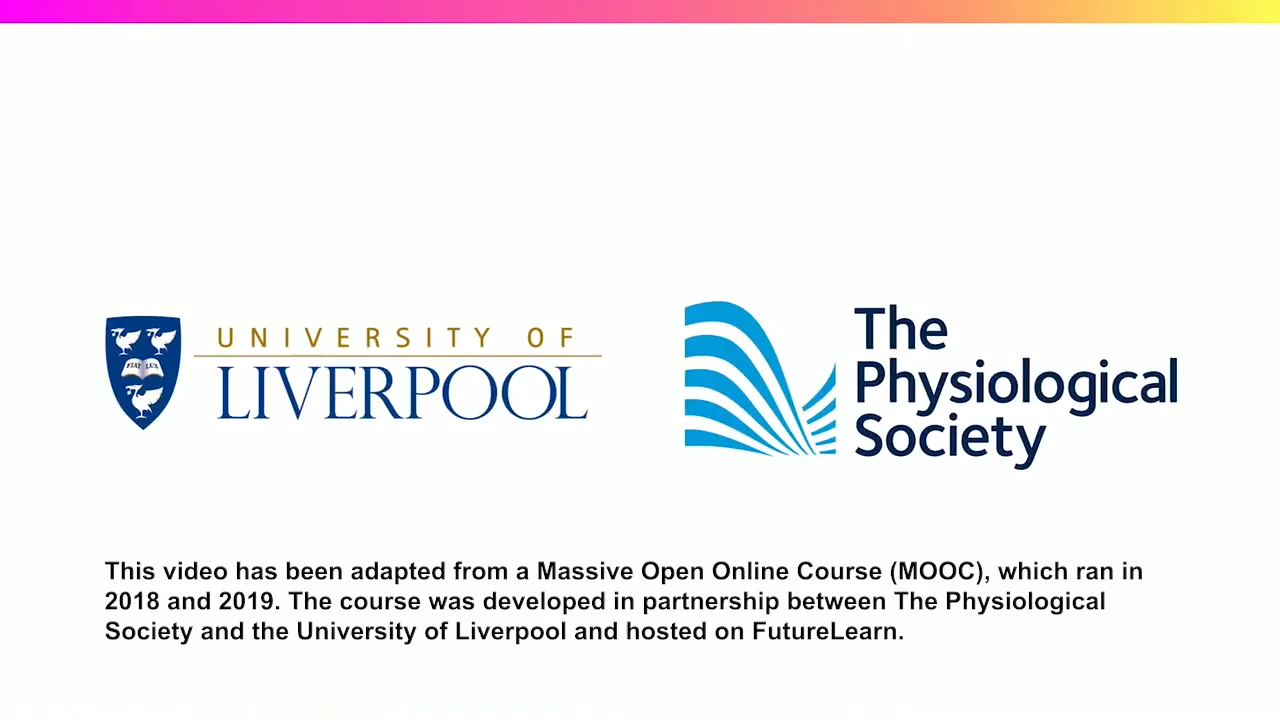 UNIVERSITY OF
LIVERPOOL
FIAT LUX
The
Physiological
Society
This video has been adapted from a Massive Open Online Course (MOOC), which ran in
2018 and 2019. The course was developed in partnership between The Physiological
Society and the University of Liverpool and hosted on FutureLearn.